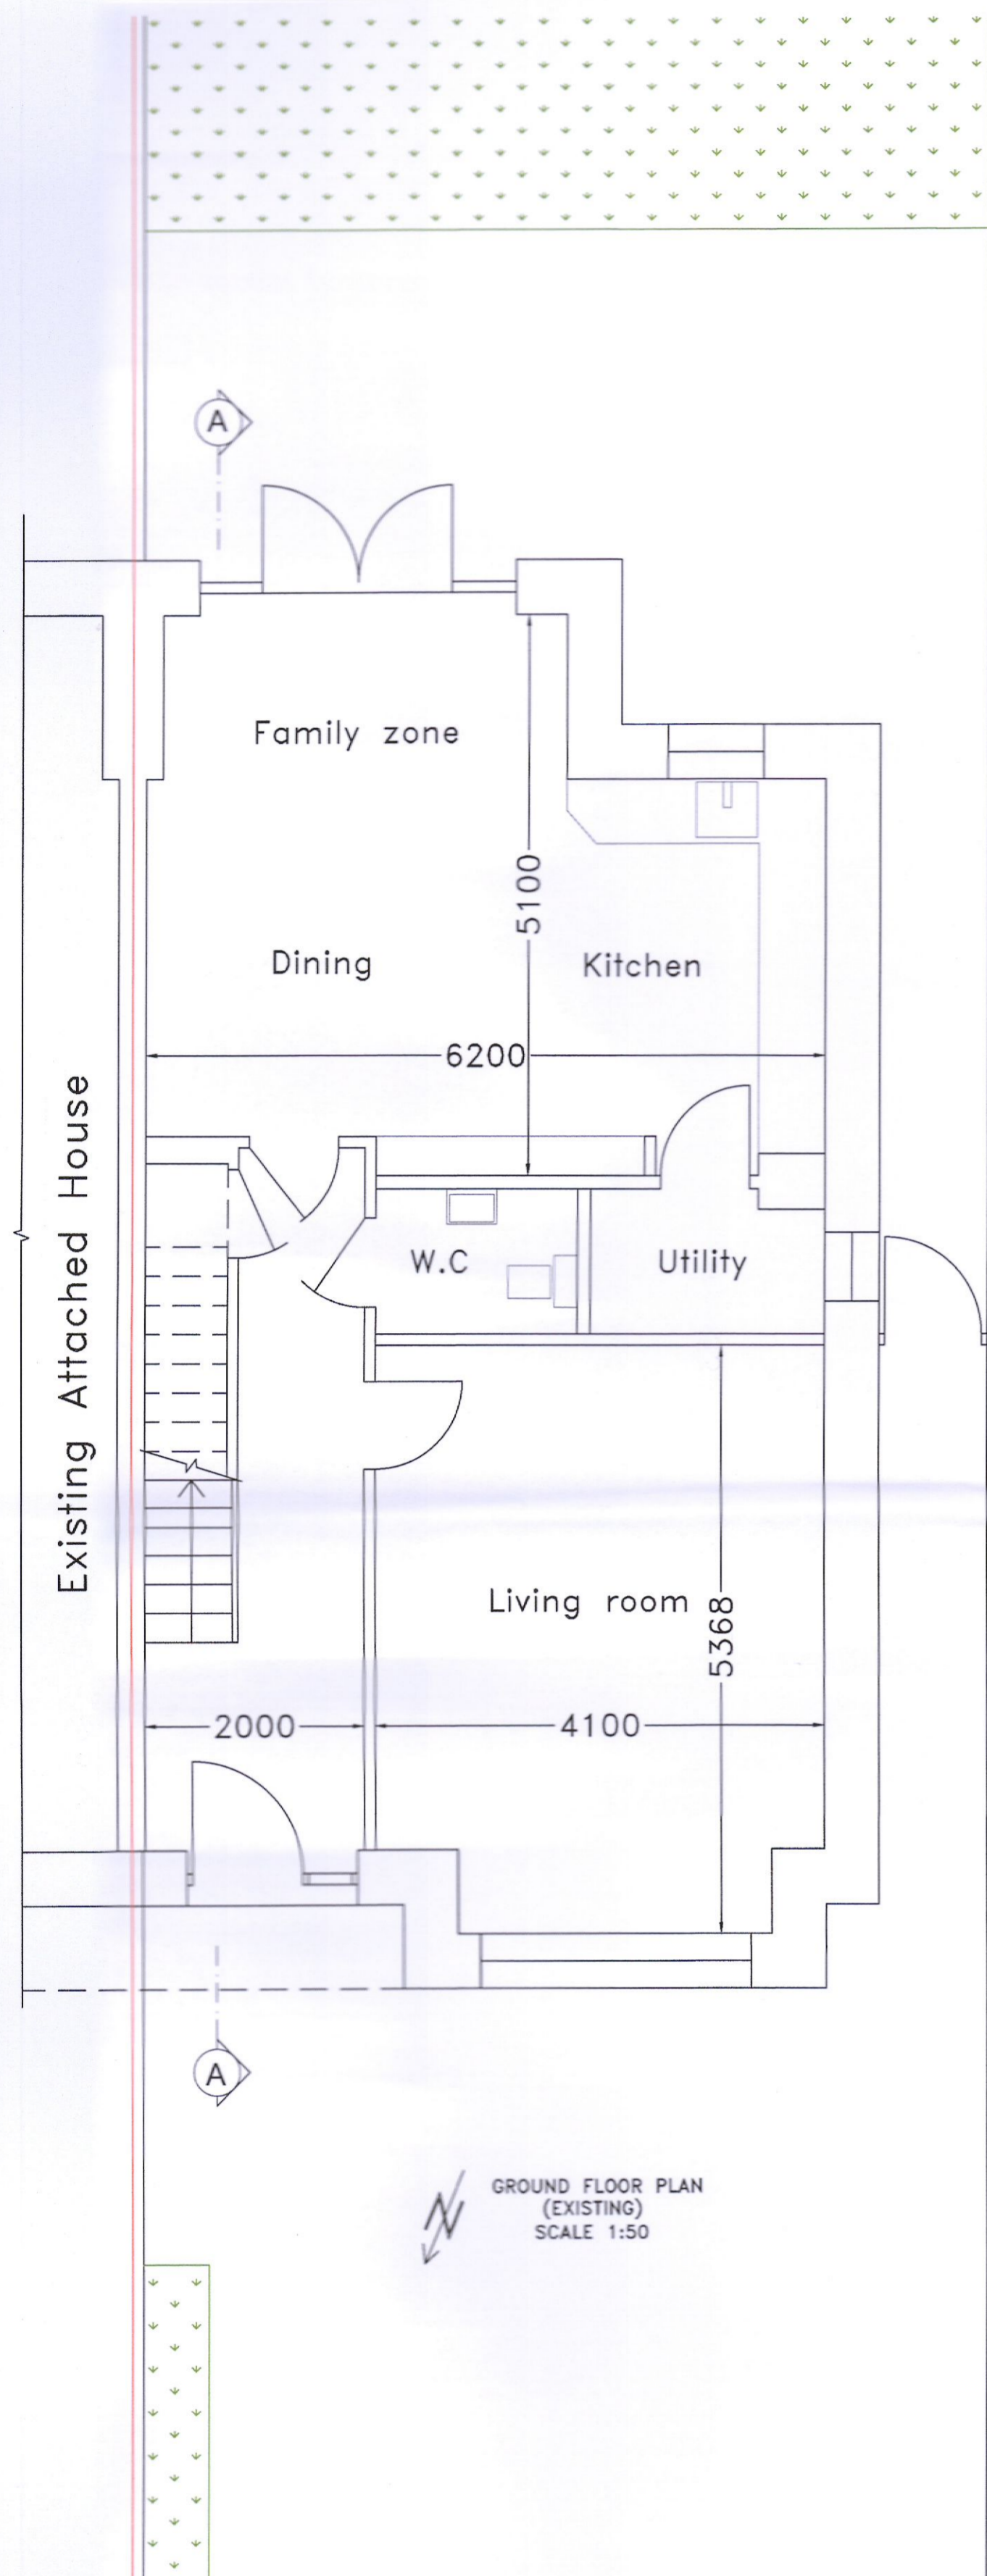 A
Family zone
5100
Dining
Kitchen
6200
Existing Attached House
W.C
Utility
Living room
5368
2000
4100
A
N
GROUND FLOOR PLAN
(EXISTING)
SCALE 1:50